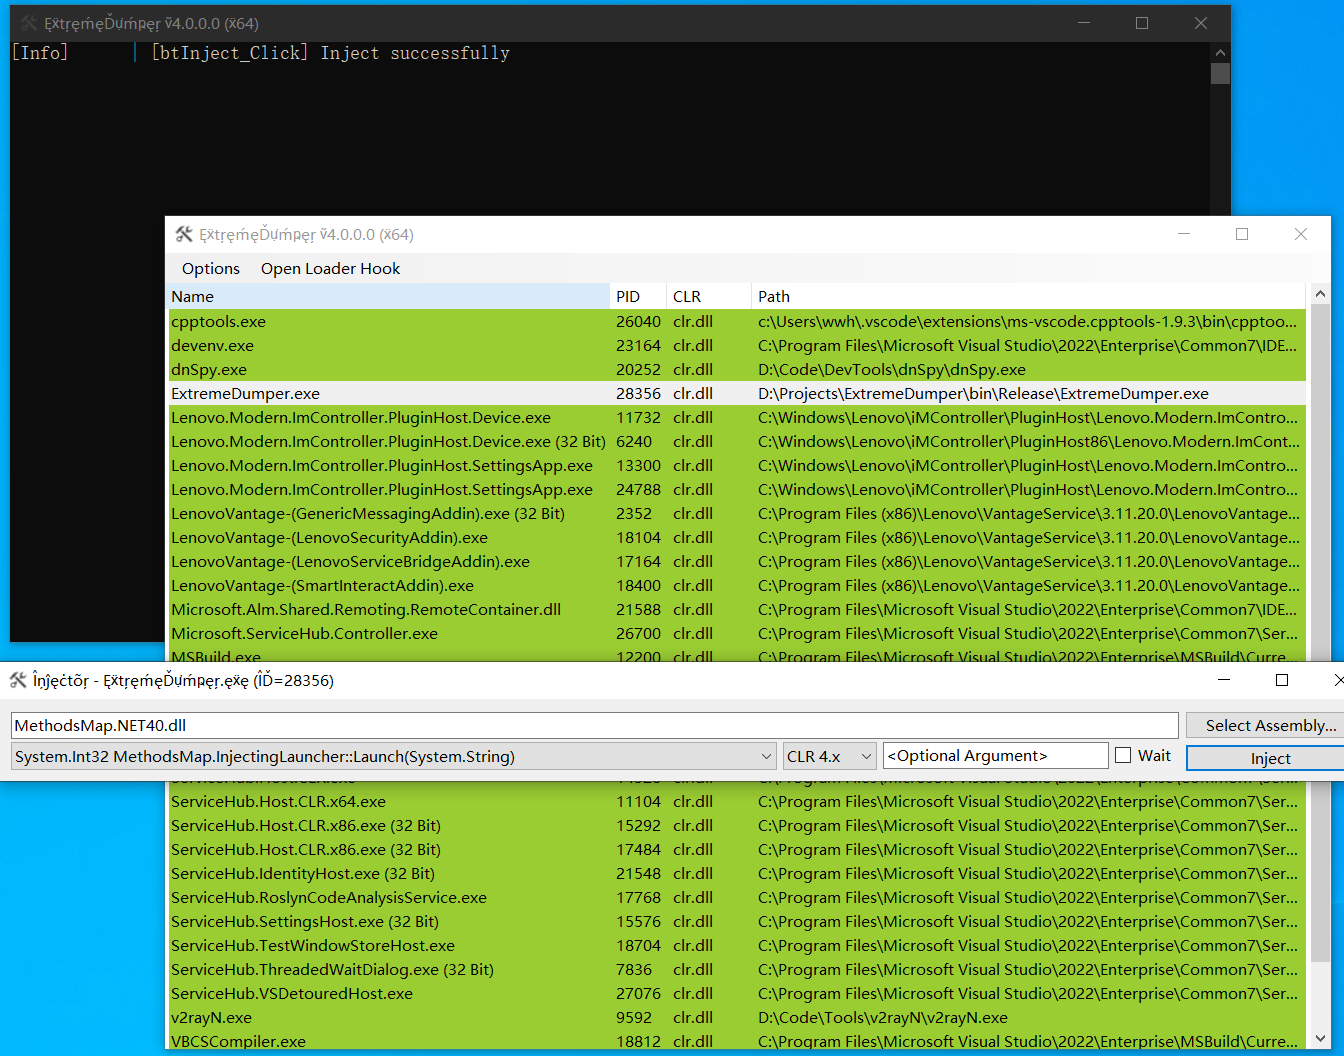 ȨẍţŗęḿęĎựḿpęŗ ṽ4.0.0.0 (ẍ64)
[Info] | [btInject_Click] Inject successfully
ȨẍţŗęḿęĎựḿpęŗ ṽ4.0.0.0 (ẍ64)
Options Open Loader Hook
Name PID CLR Path
cpptools.exe 26040 clr.dll c:\Users\wwh\.vscode\extensions\ms-vscode.cpptools-1.9.3\bin\cpptoo...
devenv.exe 23164 clr.dll C:\Program Files\Microsoft Visual Studio\2022\Enterprise\Common7\IDE...
dnSpy.exe 20252 clr.dll D:\Code\DevTools\dnSpy\dnSpy.exe
ExtremeDumper.exe 28356 clr.dll D:\Projects\ExtremeDumper\bin\Release\ExtremeDumper.exe
Lenovo.Modern.ImController.PluginHost.Device.exe 11732 clr.dll C:\Windows\Lenovo\iMController\PluginHost\Lenovo.Modern.ImContro...
Lenovo.Modern.ImController.PluginHost.Device.exe (32 Bit) 6240 clr.dll C:\Windows\Lenovo\iMController\PluginHost86\Lenovo.Modern.ImCont...
Lenovo.Modern.ImController.PluginHost.SettingsApp.exe 13300 clr.dll C:\Windows\Lenovo\iMController\PluginHost\Lenovo.Modern.ImContro...
Lenovo.Modern.ImController.PluginHost.SettingsApp.exe 24788 clr.dll C:\Windows\Lenovo\iMController\PluginHost\Lenovo.Modern.ImContro...
LenovoVantage-(GenericMessagingAddin).exe (32 Bit) 2352 clr.dll C:\Program Files (x86)\Lenovo\VantageService\3.11.20.0\LenovoVantage...
LenovoVantage-(LenovoSecurityAddin).exe 18104 clr.dll C:\Program Files (x86)\Lenovo\VantageService\3.11.20.0\LenovoVantage...
LenovoVantage-(LenovoServiceBridgeAddin).exe 17164 clr.dll C:\Program Files (x86)\Lenovo\VantageService\3.11.20.0\LenovoVantage...
LenovoVantage-(SmartInteractAddin).exe 18400 clr.dll C:\Program Files (x86)\Lenovo\VantageService\3.11.20.0\LenovoVantage...
Microsoft.Alm.Shared.Remoting.RemoteContainer.dll 21588 clr.dll C:\Program Files\Microsoft Visual Studio\2022\Enterprise\Common7\IDE...
Microsoft.ServiceHub.Controller.exe 26700 clr.dll C:\Program Files\Microsoft Visual Studio\2022\Enterprise\Common7\Ser...
MSBuild.exe 12200 clr.dll C:\Program Files\Microsoft Visual Studio\2022\Enterprise\MSBuild\Curre...
Îņĵęċţõŗ - ȨẍţŗęḿęĎựḿpęŗ.ęẍę (ÎĎ=28356)
MethodsMap.NET40.dll Select Assembly...
System.Int32 MethodsMap.InjectingLauncher::Launch(System.String) CLR 4.x <Optional Argument> Wait Inject
ServiceHub.Host.CLR.x64.exe 11104 clr.dll C:\Program Files\Microsoft Visual Studio\2022\Enterprise\Common7\Ser...
ServiceHub.Host.CLR.x86.exe (32 Bit) 15292 clr.dll C:\Program Files\Microsoft Visual Studio\2022\Enterprise\Common7\Ser...
ServiceHub.Host.CLR.x86.exe (32 Bit) 17484 clr.dll C:\Program Files\Microsoft Visual Studio\2022\Enterprise\Common7\Ser...
ServiceHub.IdentityHost.exe (32 Bit) 21548 clr.dll C:\Program Files\Microsoft Visual Studio\2022\Enterprise\Common7\Ser...
ServiceHub.RoslynCodeAnalysisService.exe 17768 clr.dll C:\Program Files\Microsoft Visual Studio\2022\Enterprise\Common7\Ser...
ServiceHub.SettingsHost.exe (32 Bit) 15576 clr.dll C:\Program Files\Microsoft Visual Studio\2022\Enterprise\Common7\Ser...
ServiceHub.TestWindowStoreHost.exe 18704 clr.dll C:\Program Files\Microsoft Visual Studio\2022\Enterprise\Common7\Ser...
ServiceHub.ThreadedWaitDialog.exe (32 Bit) 7836 clr.dll C:\Program Files\Microsoft Visual Studio\2022\Enterprise\Common7\Ser...
ServiceHub.VSDetouredHost.exe 27076 clr.dll C:\Program Files\Microsoft Visual Studio\2022\Enterprise\Common7\Ser...
v2rayN.exe 9592 clr.dll D:\Code\Tools\v2rayN\v2rayN.exe
VBCSCompiler.exe 18812 clr.dll C:\Program Files\Microsoft Visual Studio\2022\Enterprise\MSBuild\Curre...